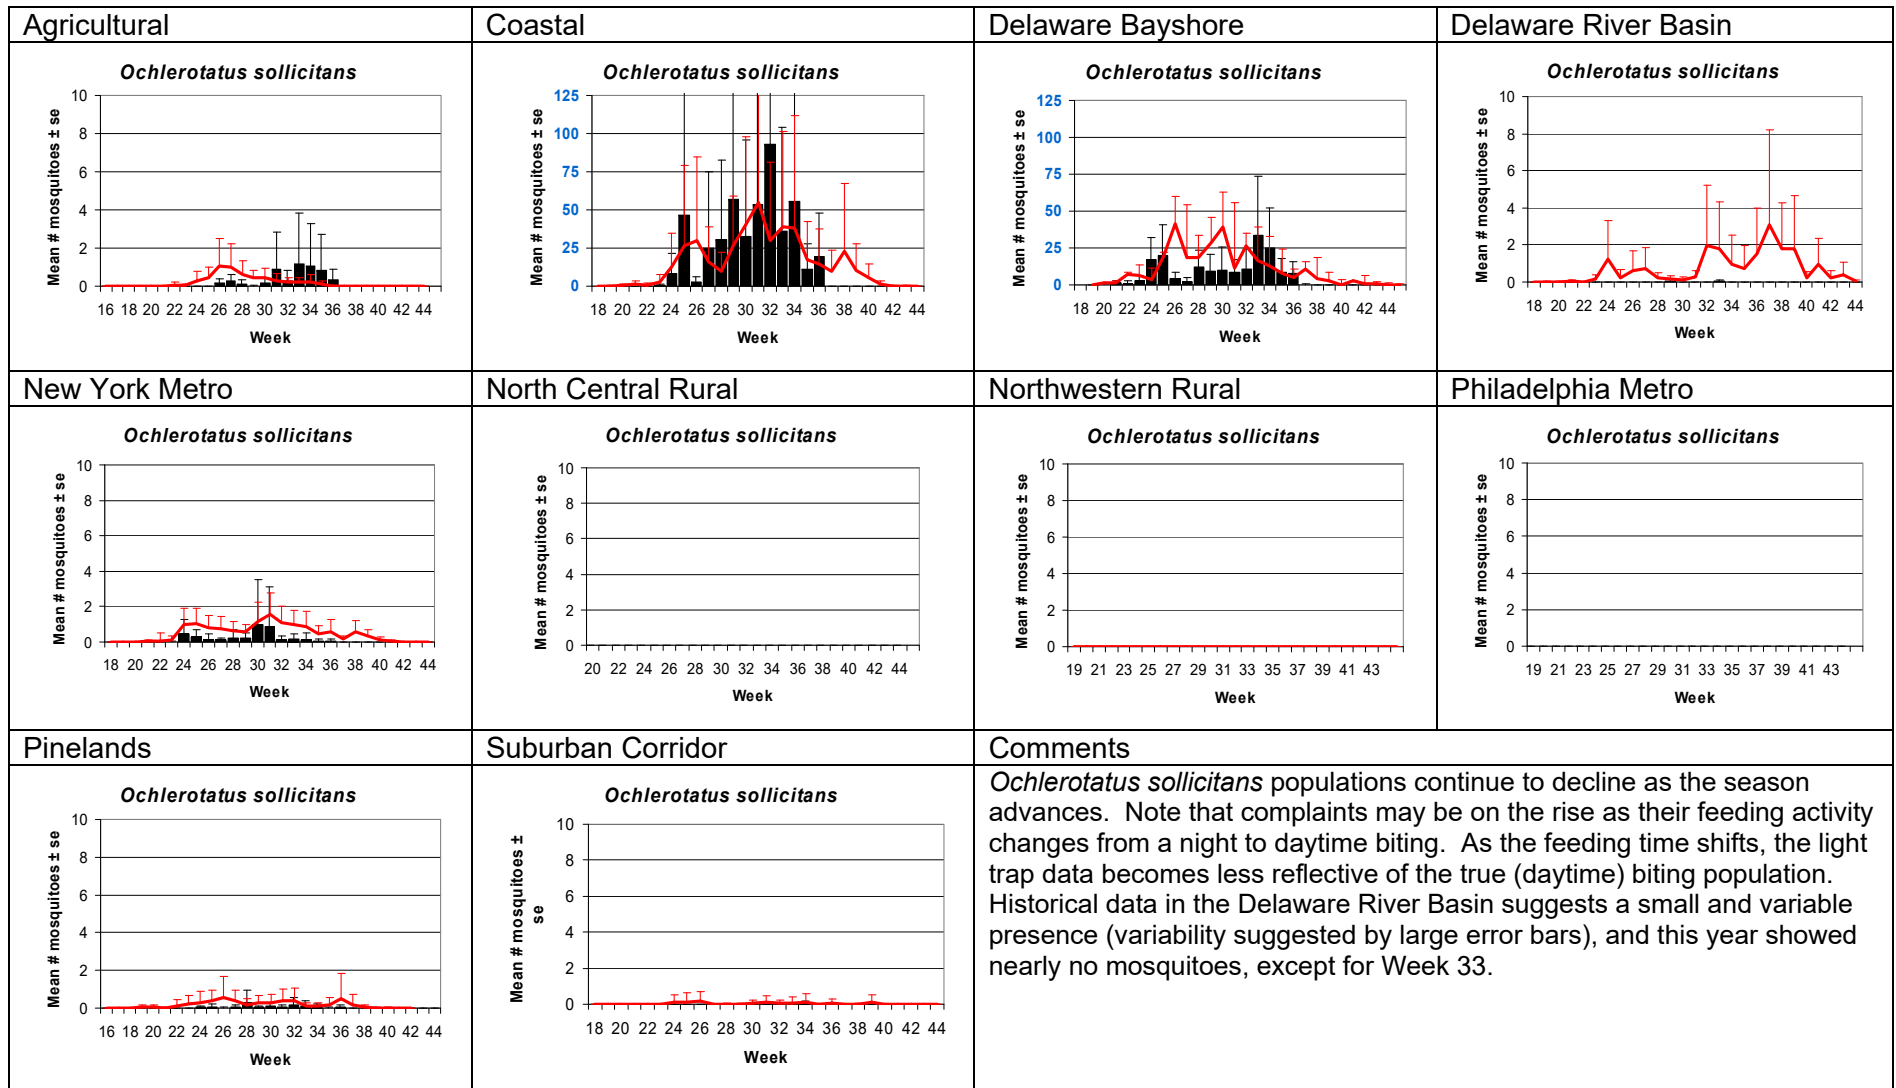 Agricultural
Ochlerotatus sollicitans
Mean # mosquitoes ± se
10
8
6
4
2
0
16 18 20 22 24 26 28 30 32 34 36 38 40 42 44
Week
Coastal
Ochlerotatus sollicitans
Mean # mosquitoes ± se
125
100
75
50
25
0
18 20 22 24 26 28 30 32 34 36 38 40 42 44
Week
Delaware Bayshore
Ochlerotatus sollicitans
Mean # mosquitoes ± se
125
100
75
50
25
0
18 20 22 24 26 28 30 32 34 36 38 40 42 44
Week
Delaware River Basin
Ochlerotatus sollicitans
Mean # mosquitoes ± se
10
8
6
4
2
0
18 20 22 24 26 28 30 32 34 36 38 40 42 44
Week
New York Metro
Ochlerotatus sollicitans
Mean # mosquitoes ± se
10
8
6
4
2
0
18 20 22 24 26 28 30 32 34 36 38 40 42 44
Week
North Central Rural
Ochlerotatus sollicitans
Mean # mosquitoes ± se
10
8
6
4
2
0
20 22 24 26 28 30 32 34 36 38 40 42 44
Week
Northwestern Rural
Ochlerotatus sollicitans
Mean # mosquitoes ± se
10
8
6
4
2
0
19 21 23 25 27 29 31 33 35 37 39 41 43
Week
Philadelphia Metro
Ochlerotatus sollicitans
Mean # mosquitoes ± se
10
8
6
4
2
0
19 21 23 25 27 29 31 33 35 37 39 41 43
Week
Pinelands
Ochlerotatus sollicitans
Mean # mosquitoes ± se
10
8
6
4
2
0
16 18 20 22 24 26 28 30 32 34 36 38 40 42 44
Week
Suburban Corridor
Ochlerotatus sollicitans
Mean # mosquitoes ±
se
10
8
6
4
2
0
18 20 22 24 26 28 30 32 34 36 38 40 42 44
Week
Comments
Ochlerotatus sollicitans populations continue to decline as the season
advances. Note that complaints may be on the rise as their feeding activity
changes from a night to daytime biting. As the feeding time shifts, the light
trap data becomes less reflective of the true (daytime) biting population.
Historical data in the Delaware River Basin suggests a small and variable
presence (variability suggested by large error bars), and this year showed
nearly no mosquitoes, except for Week 33.